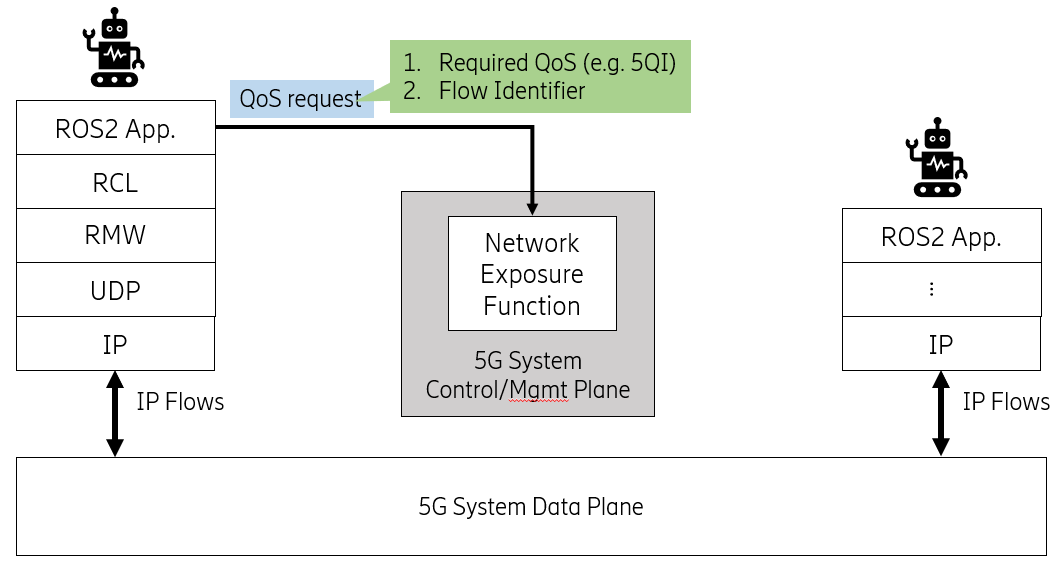 1. Required QoS (e.g. 5QI)
2. Flow Identifier
QoS request
ROS2 App.
RCL
RMW
UDP
IP
IP Flows
Network
Exposure
Function
5G System
Control/Mgmt Plane
ROS2 App.
⋮
IP
IP Flows
5G System Data Plane